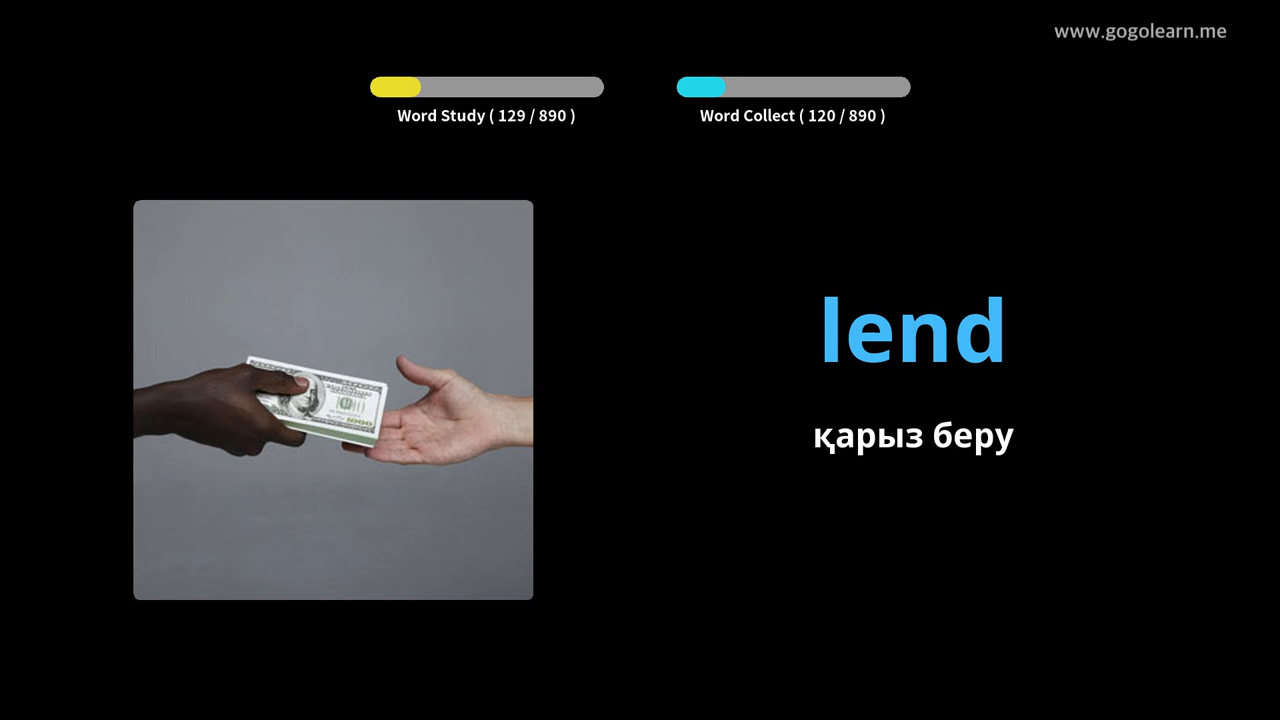 www.gogolearn.me
Word Study ( 129 / 890 )
Word Collect ( 120 / 890 )
lend
қарыз беру